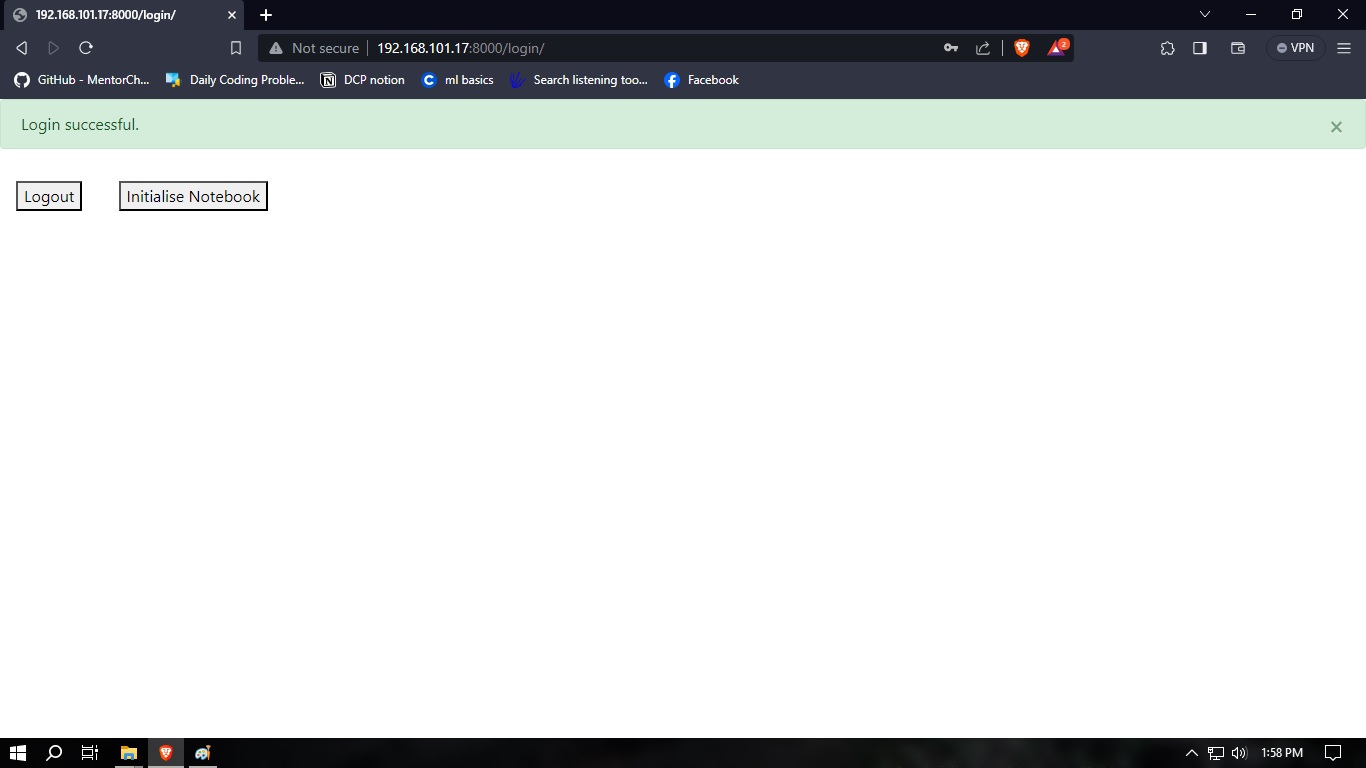 192.168.101.17:8000/login/
Not secure 192.168.101.17:8000/login/ 2 VPN
GitHub - MentorCh... Daily Coding Proble... DCP notion ml basics Search listening too... Facebook
Login successful.
Logout Initialise Notebook
1:58 PM